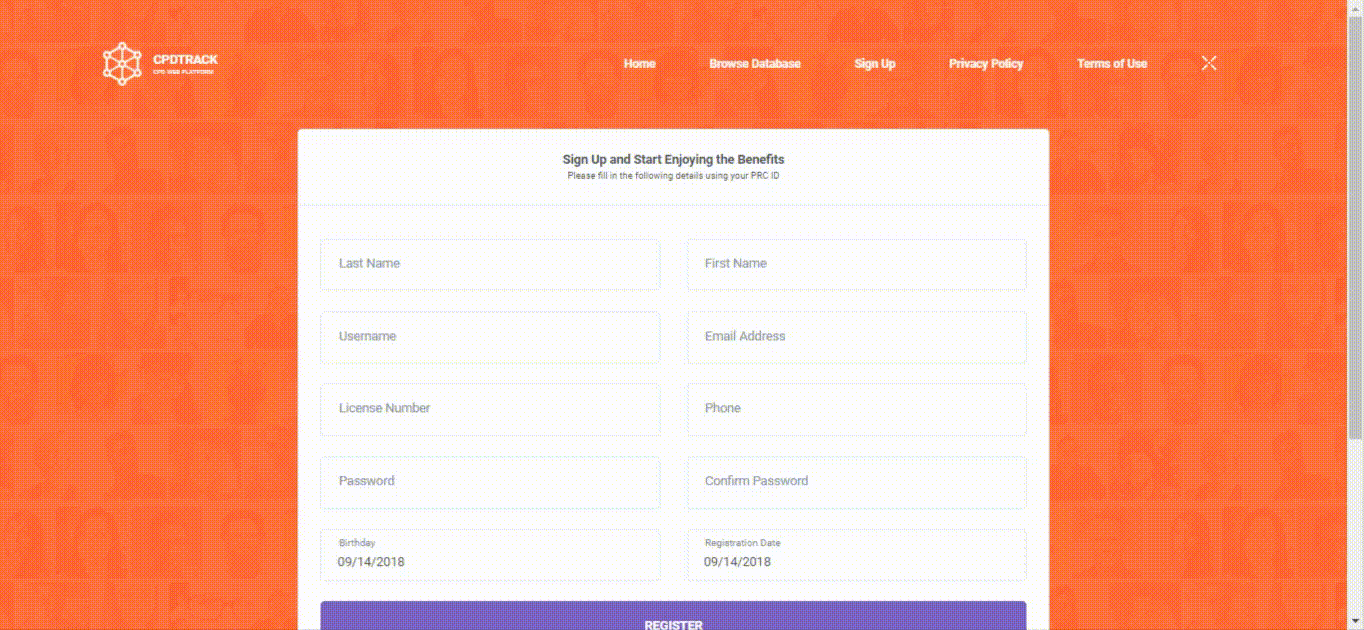 CPDTRACK
CPD WEB PLATFORM
Home Browse Database Sign Up Privacy Policy Terms of Use
Sign Up and Start Enjoying the Benefits
Please fill in the following details using your PRC ID
Last Name First Name
Username Email Address
License Number Phone
Password Confirm Password
Birthday Registration Date
09/14/2018 09/14/2018
REGISTER